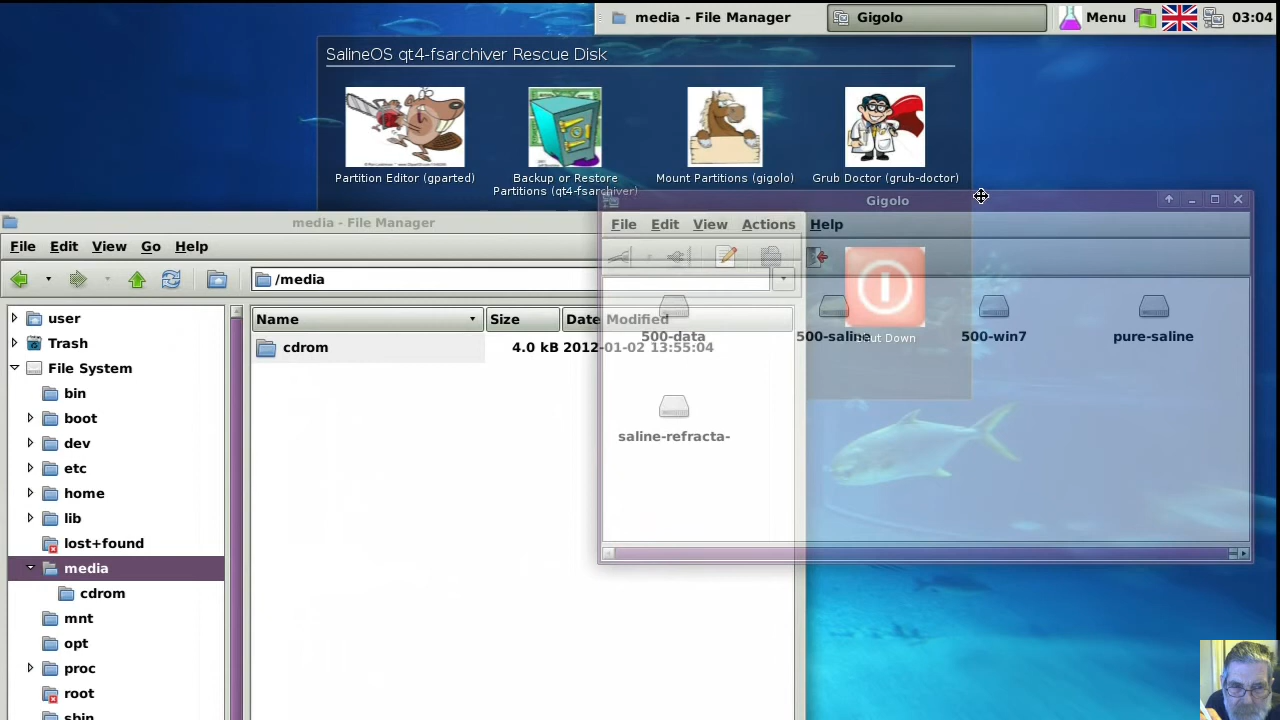 media - File Manager
Gigolo
Menu
03:04
SalineOS qt4-fsarchiver Rescue Disk
Partition Editor (gparted)
Backup or Restore
Partitions (qt4-fsarchiver)
Mount Partitions (gigolo)
Grub Doctor (grub-doctor)
Gigolo
File Edit View Actions Help
500-data
500-saline
Shut Down
500-win7
pure-saline
saline-refracta-
media - File Manager
File Edit View Go Help
/media
Name Size Date Modified
cdrom 4.0 kB 2012-01-02 13:55:04
user
Trash
File System
bin
boot
dev
etc
home
lib
lost+found
media
cdrom
mnt
opt
proc
root
sbin